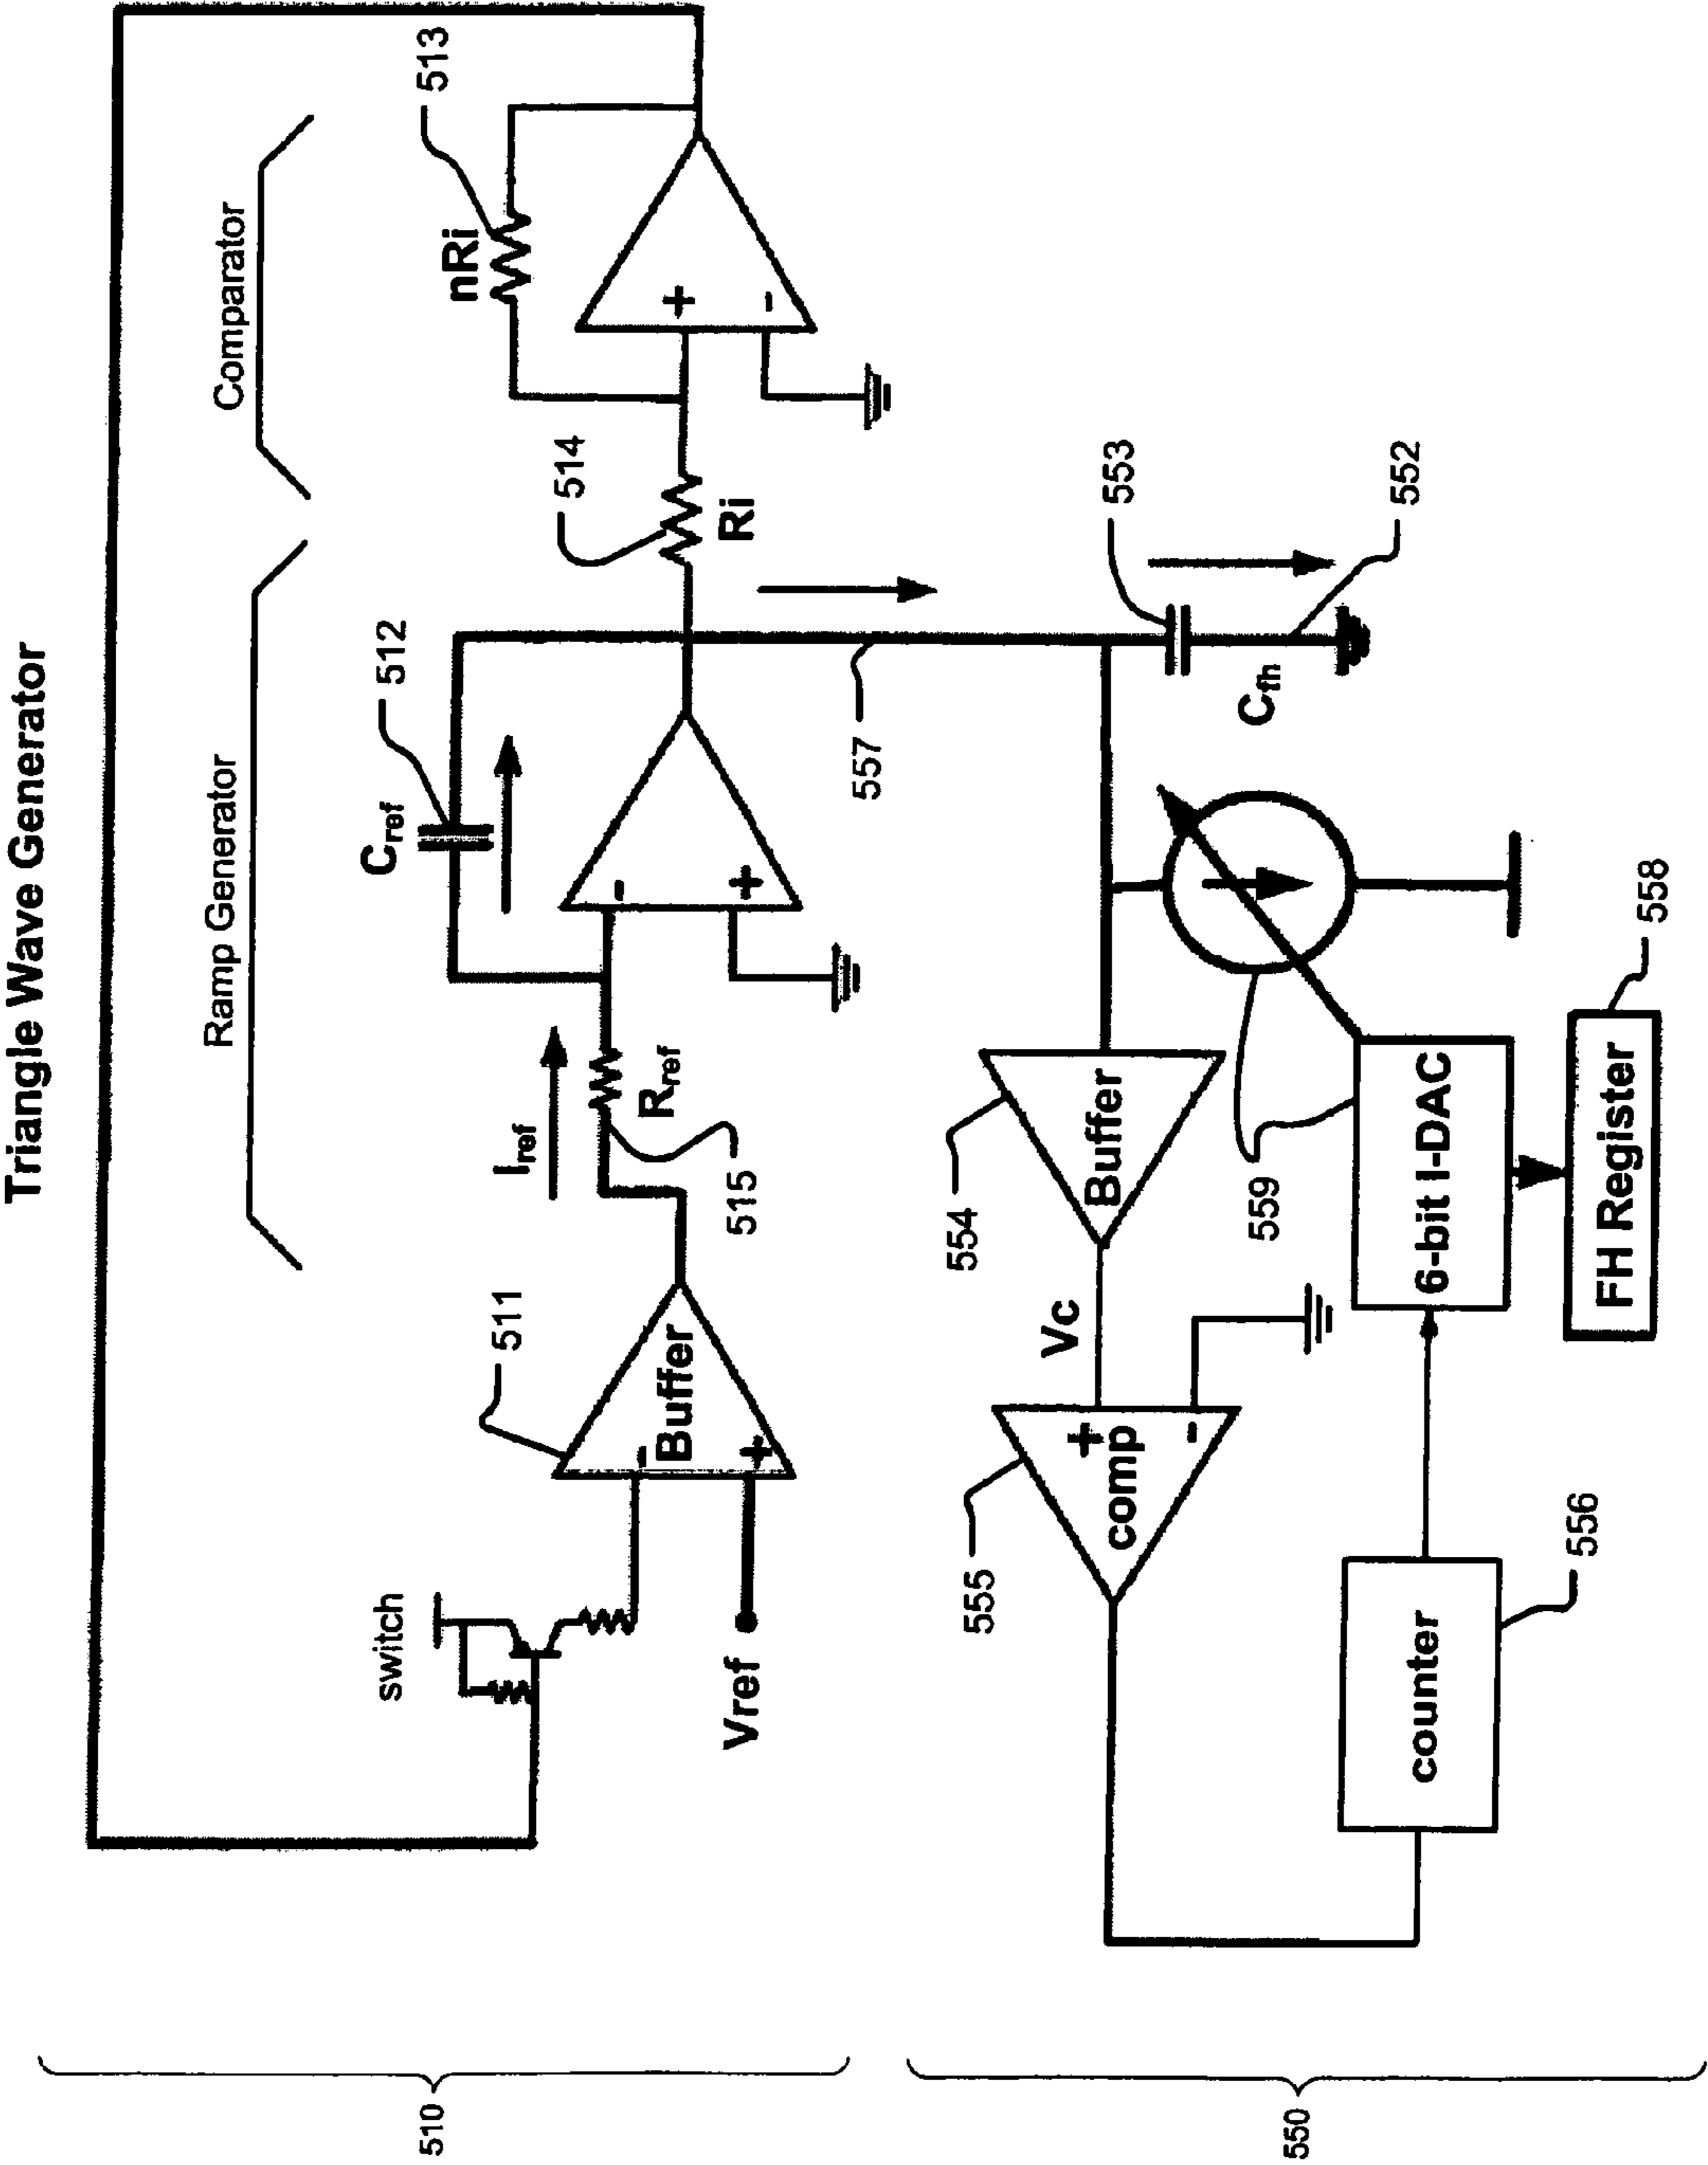 Triangle Wave Generator
Ramp Generator
Comparator
switch
Vref
511
Buffer
-
+
Iref
Rref
515
Cref
512
-
+
514
Ri
nRi
513
+
-
510
557
553
Cfh
552
554
Buffer
Vc
555
+
comp
-
559
6-bit I-DAC
556
counter
FH Register
558
550